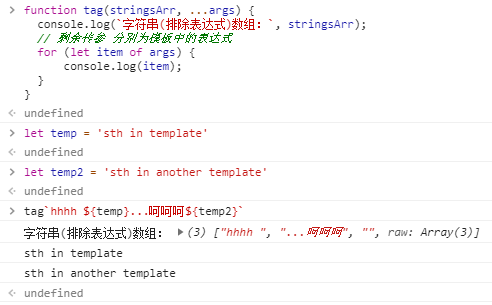 > function tag(stringsArr, ...args) {
console.log(`字符串(排除表达式)数组: `, stringsArr);
// 剩余传参 分别为模板中的表达式
for (let item of args) {
console.log(item);
}
}
< undefined
> let temp = 'sth in template'
< undefined
> let temp2 = 'sth in another template'
< undefined
> tag`hhhh ${temp}...呵呵呵${temp2}`
字符串(排除表达式)数组: ▶(3) ["hhhh ", "...呵呵呵", "", raw: Array(3)]
sth in template
sth in another template
< undefined